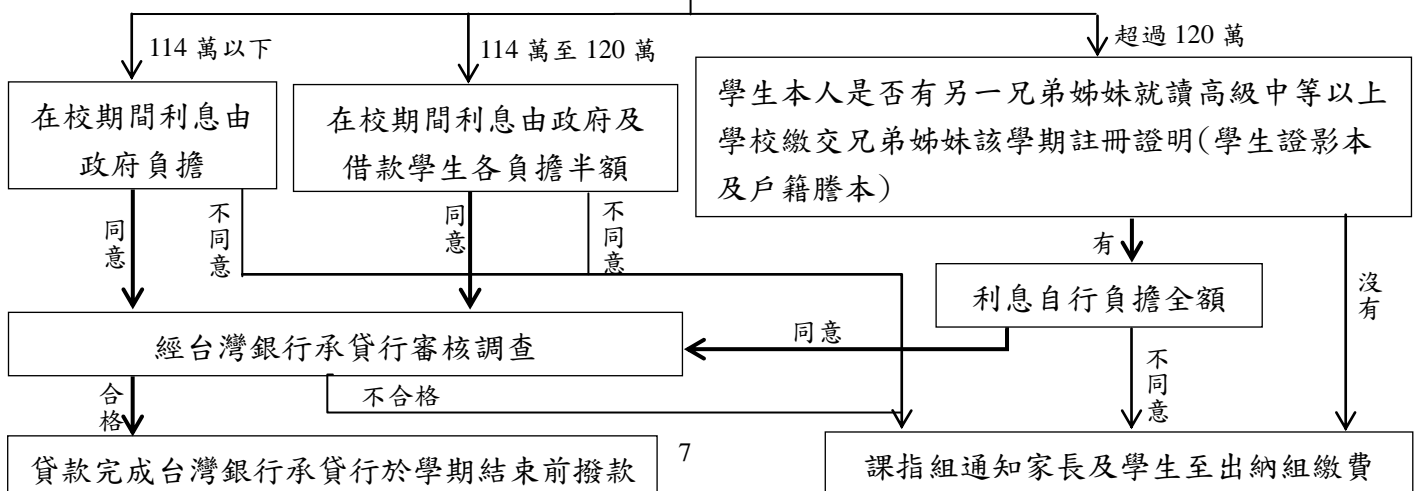 114 萬以下
114 萬至 120 萬
超過 120 萬
在校期間利息由
政府負擔
在校期間利息由政府及
借款學生各負擔半額
學生本人是否有另一兄弟姊妹就讀高級中等以上
學校繳交兄弟姊妹該學期註冊證明(學生證影本
及戶籍謄本)
同意
不同意
同意
不同意
有
沒有
利息自行負擔全額
經台灣銀行承貸行審核調查
同意
不同意
合格
不合格
貸款完成台灣銀行承貸行於學期結束前撥款
7
課指組通知家長及學生至出納組繳費